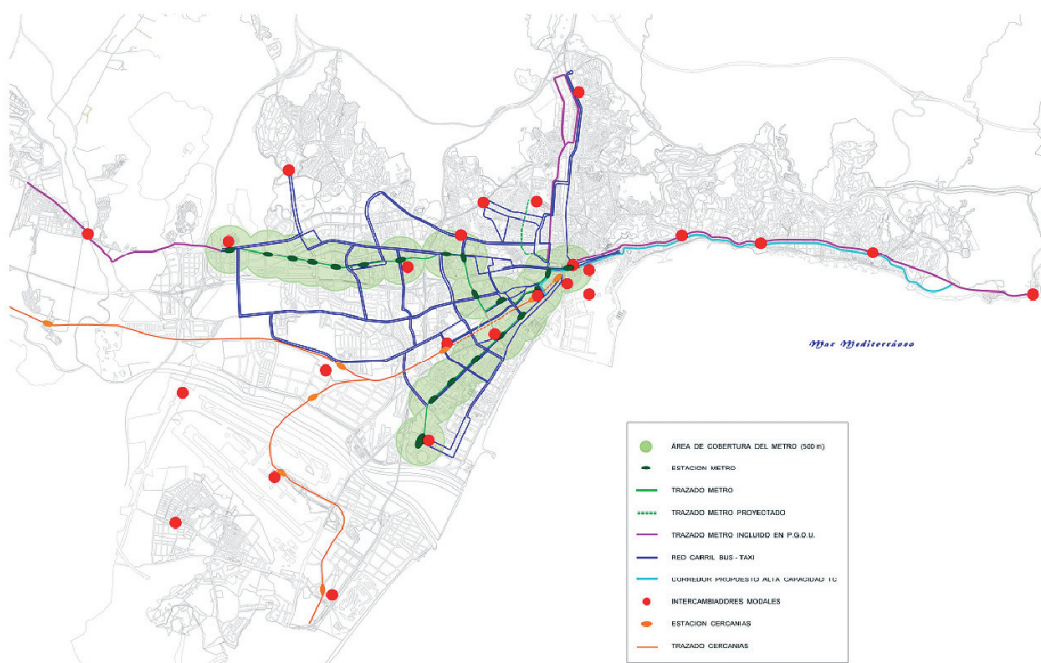 Mar Mediterráneo
ÁREA DE COBERTURA DEL METRO (500 m)
ESTACION METRO
TRAZADO METRO
TRAZADO METRO PROYECTADO
TRAZADO METRO INCLUIDO EN P.G.O.U.
RED CARRIL BUS - TAXI
CORREDOR PROPUESTO ALTA CAPACIDAD TC
INTERCAMBIADORES MODALES
ESTACION CERCANIAS
TRAZADO CERCANIAS